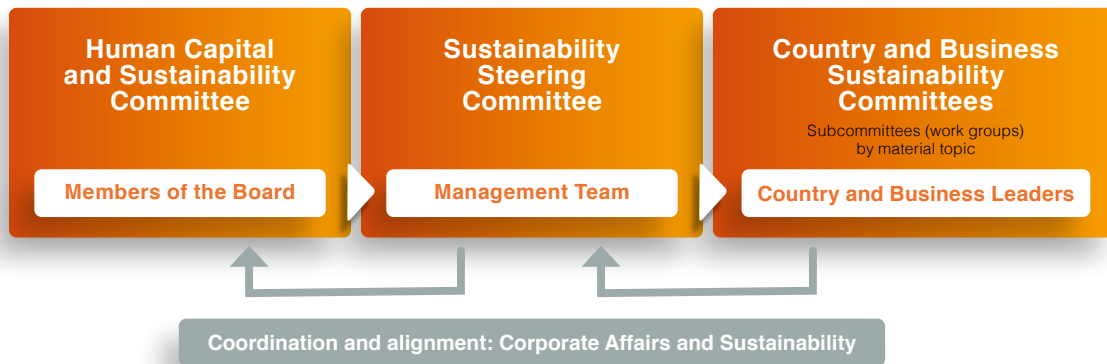 Human Capital
and Sustainability
Committee
Members of the Board
Sustainability
Steering
Committee
Management Team
Country and Business
Sustainability
Committees
Subcommittees (work groups)
by material topic
Country and Business Leaders
Coordination and alignment: Corporate Affairs and Sustainability